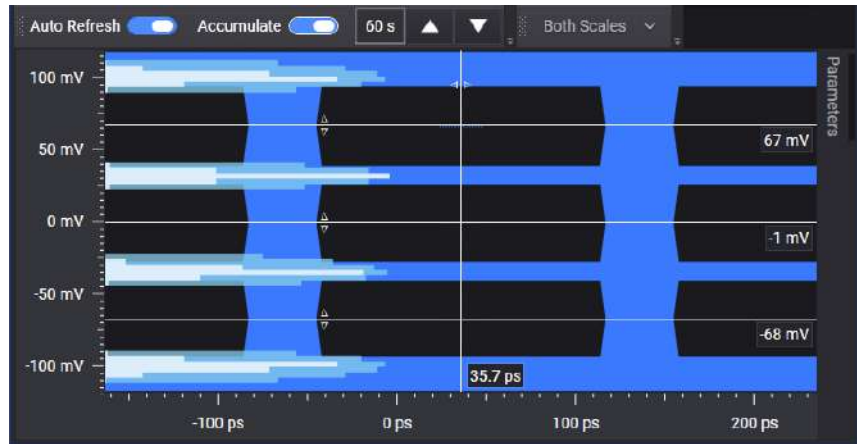 Auto Refresh Accumulate 60 s Both Scales
Parameters
100 mV
67 mV
50 mV
0 mV
-1 mV
-50 mV
-68 mV
-100 mV
35.7 ps
-100 ps 0 ps 100 ps 200 ps